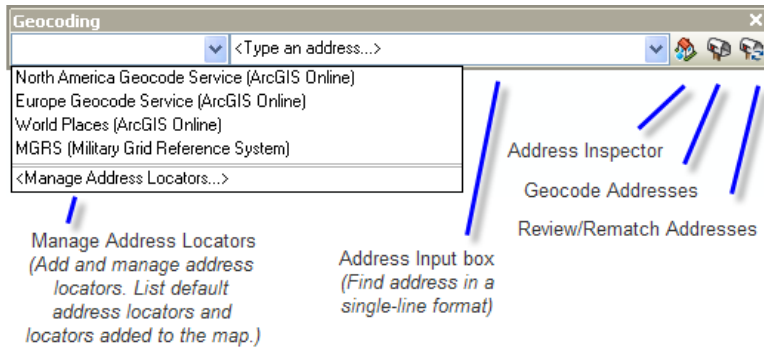 Geocoding
<Type an address...>
North America Geocode Service (ArcGIS Online)
Europe Geocode Service (ArcGIS Online)
World Places (ArcGIS Online)
MGRS (Military Grid Reference System)
<Manage Address Locators...>
Address Inspector
Geocode Addresses
Review/Rematch Addresses
Manage Address Locators
(Add and manage address
locators. List default
address locators and
locators added to the map.)
Address Input box
(Find address in a
single-line format)